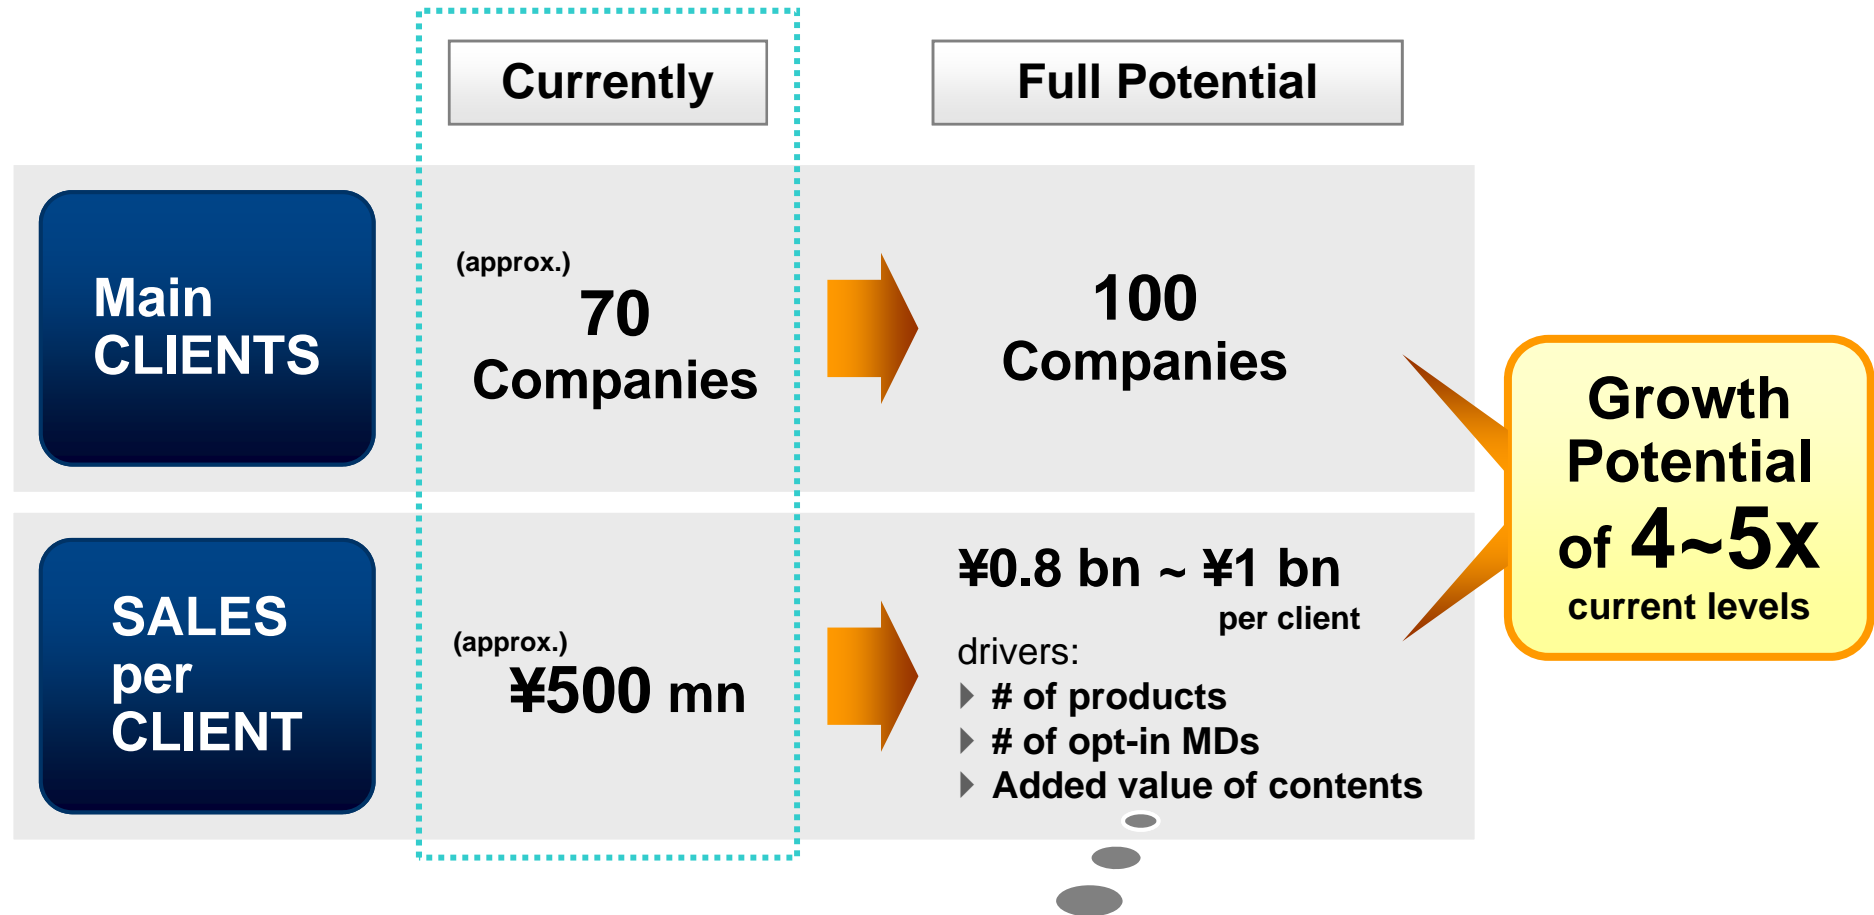 Currently
Full Potential
Main
CLIENTS
(approx.)
70
Companies
100
Companies
SALES
per
CLIENT
(approx.)
¥500 mn
¥0.8 bn ~ ¥1 bn
per client
drivers:
# of products
# of opt-in MDs
Added value of contents
Growth
Potential
of 4~5x
current levels